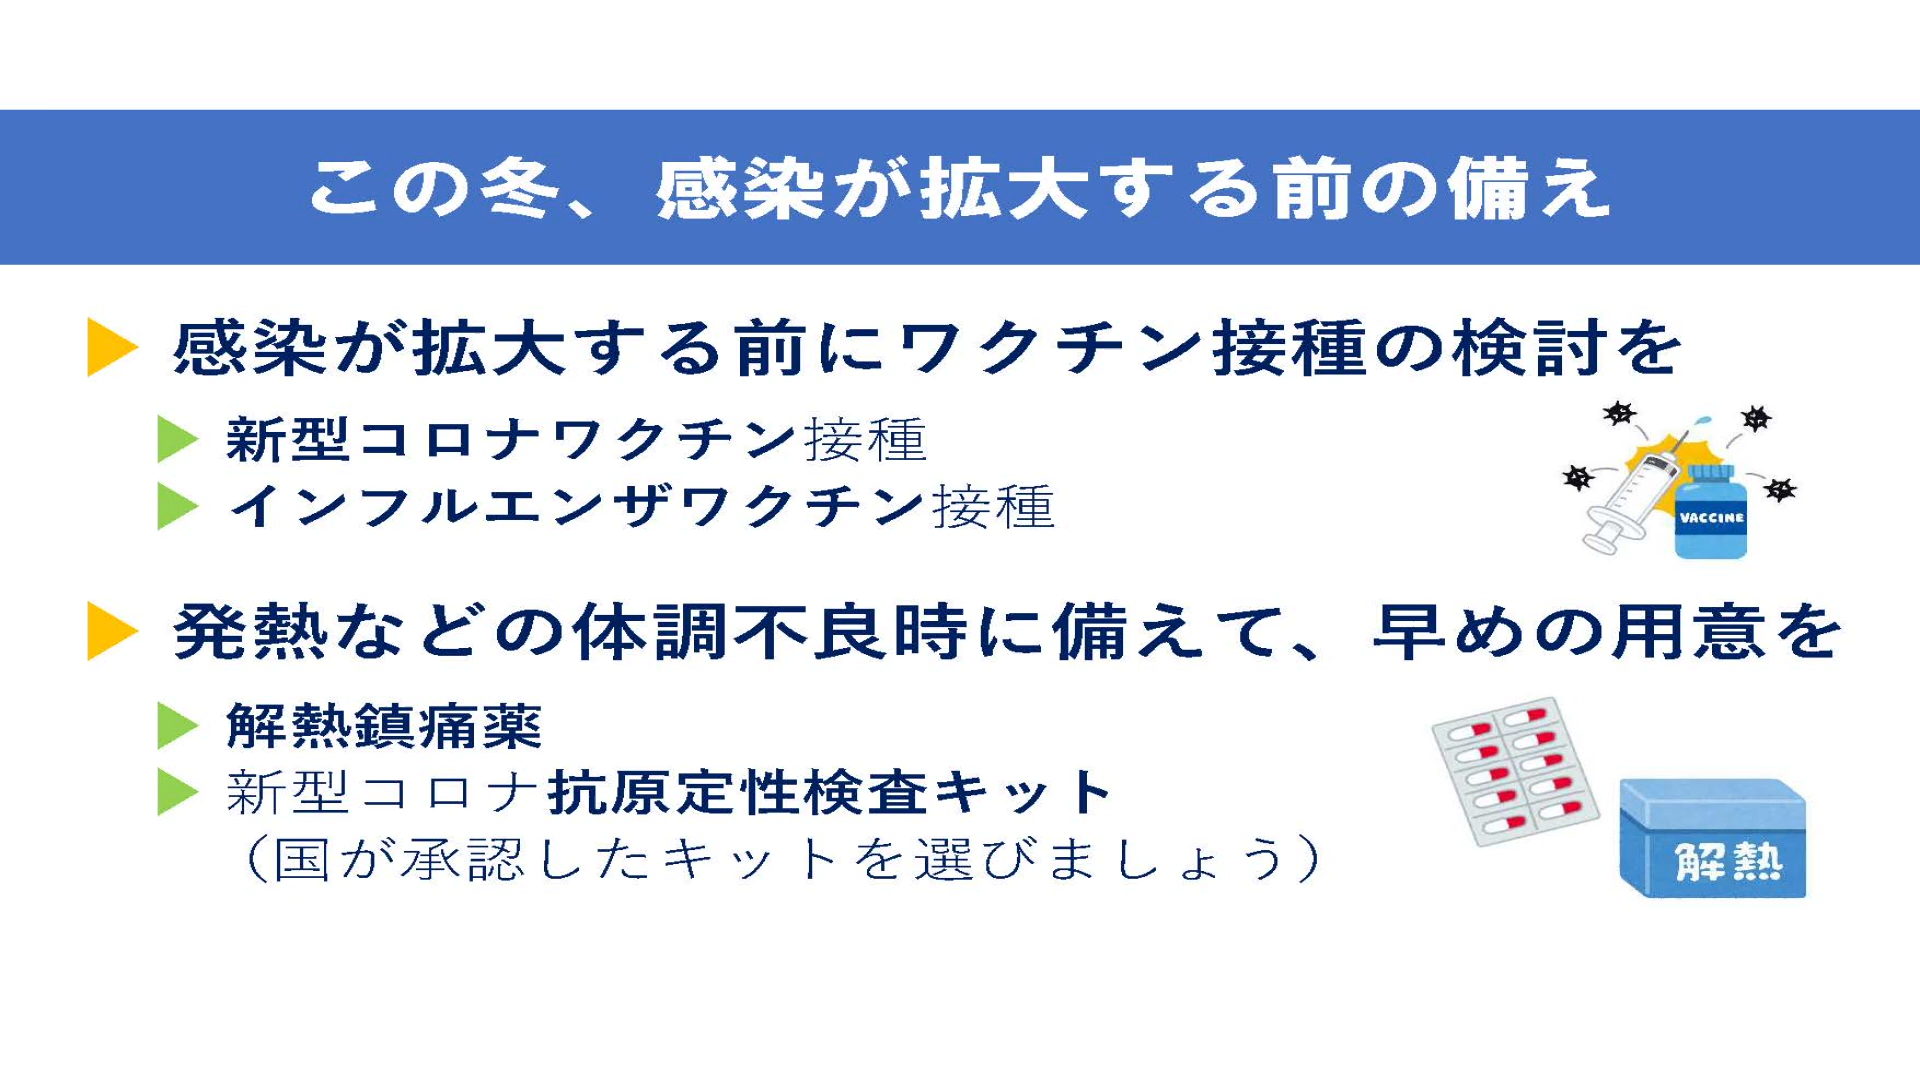 この冬、感染が拡大する前の備え
感染が拡大する前にワクチン接種の検討を
新型コロナワクチン接種
インフルエンザワクチン接種
VACCINE
発熱などの体調不良時に備えて、早めの用意を
解熱鎮痛薬
新型コロナ抗原定性検査キット
（国が承認したキットを選びましょう）
解熱